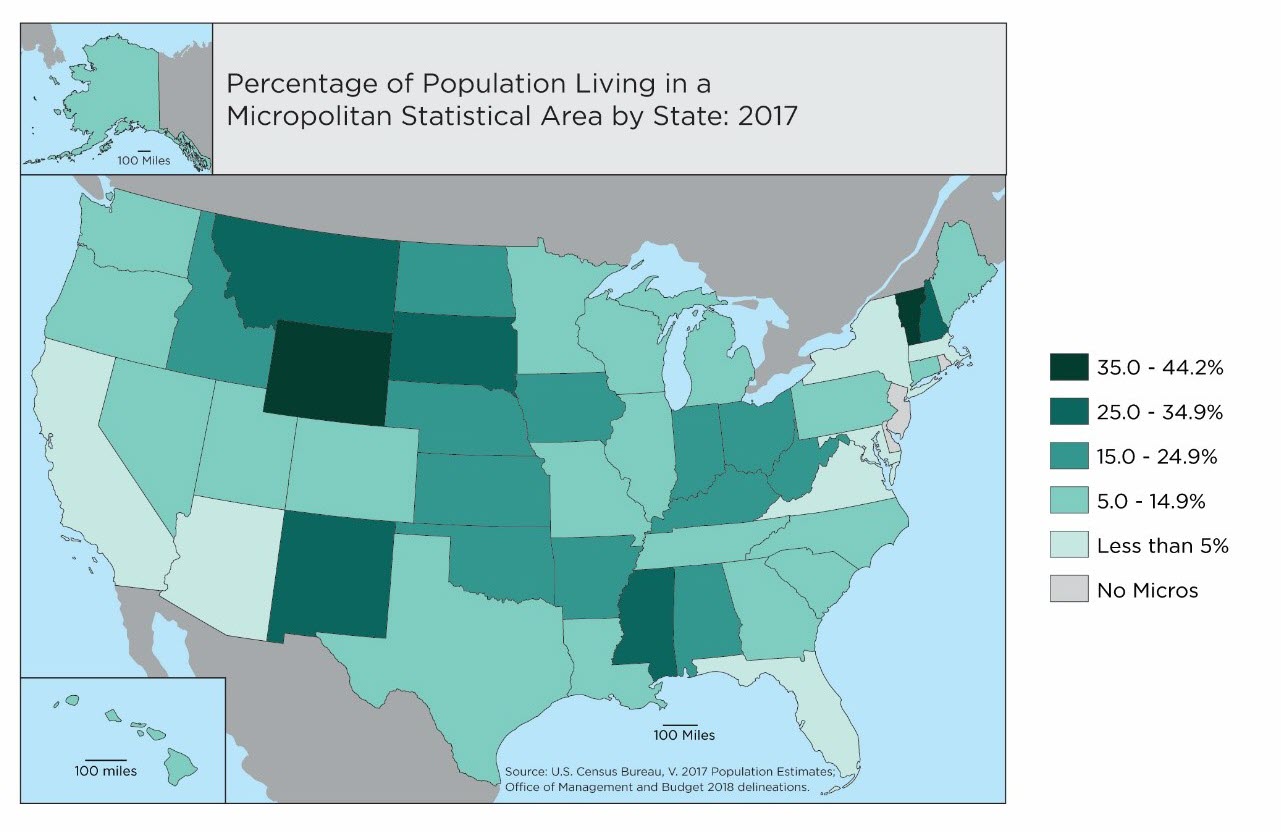 Percentage of Population Living in a
Micropolitan Statistical Area by State: 2017
100 Miles
35.0 - 44.2%
25.0 - 34.9%
15.0 - 24.9%
5.0 - 14.9%
Less than 5%
No Micros
100 Miles
100 miles
Source: U.S. Census Bureau, V. 2017 Population Estimates;
Office of Management and Budget 2018 delineations.